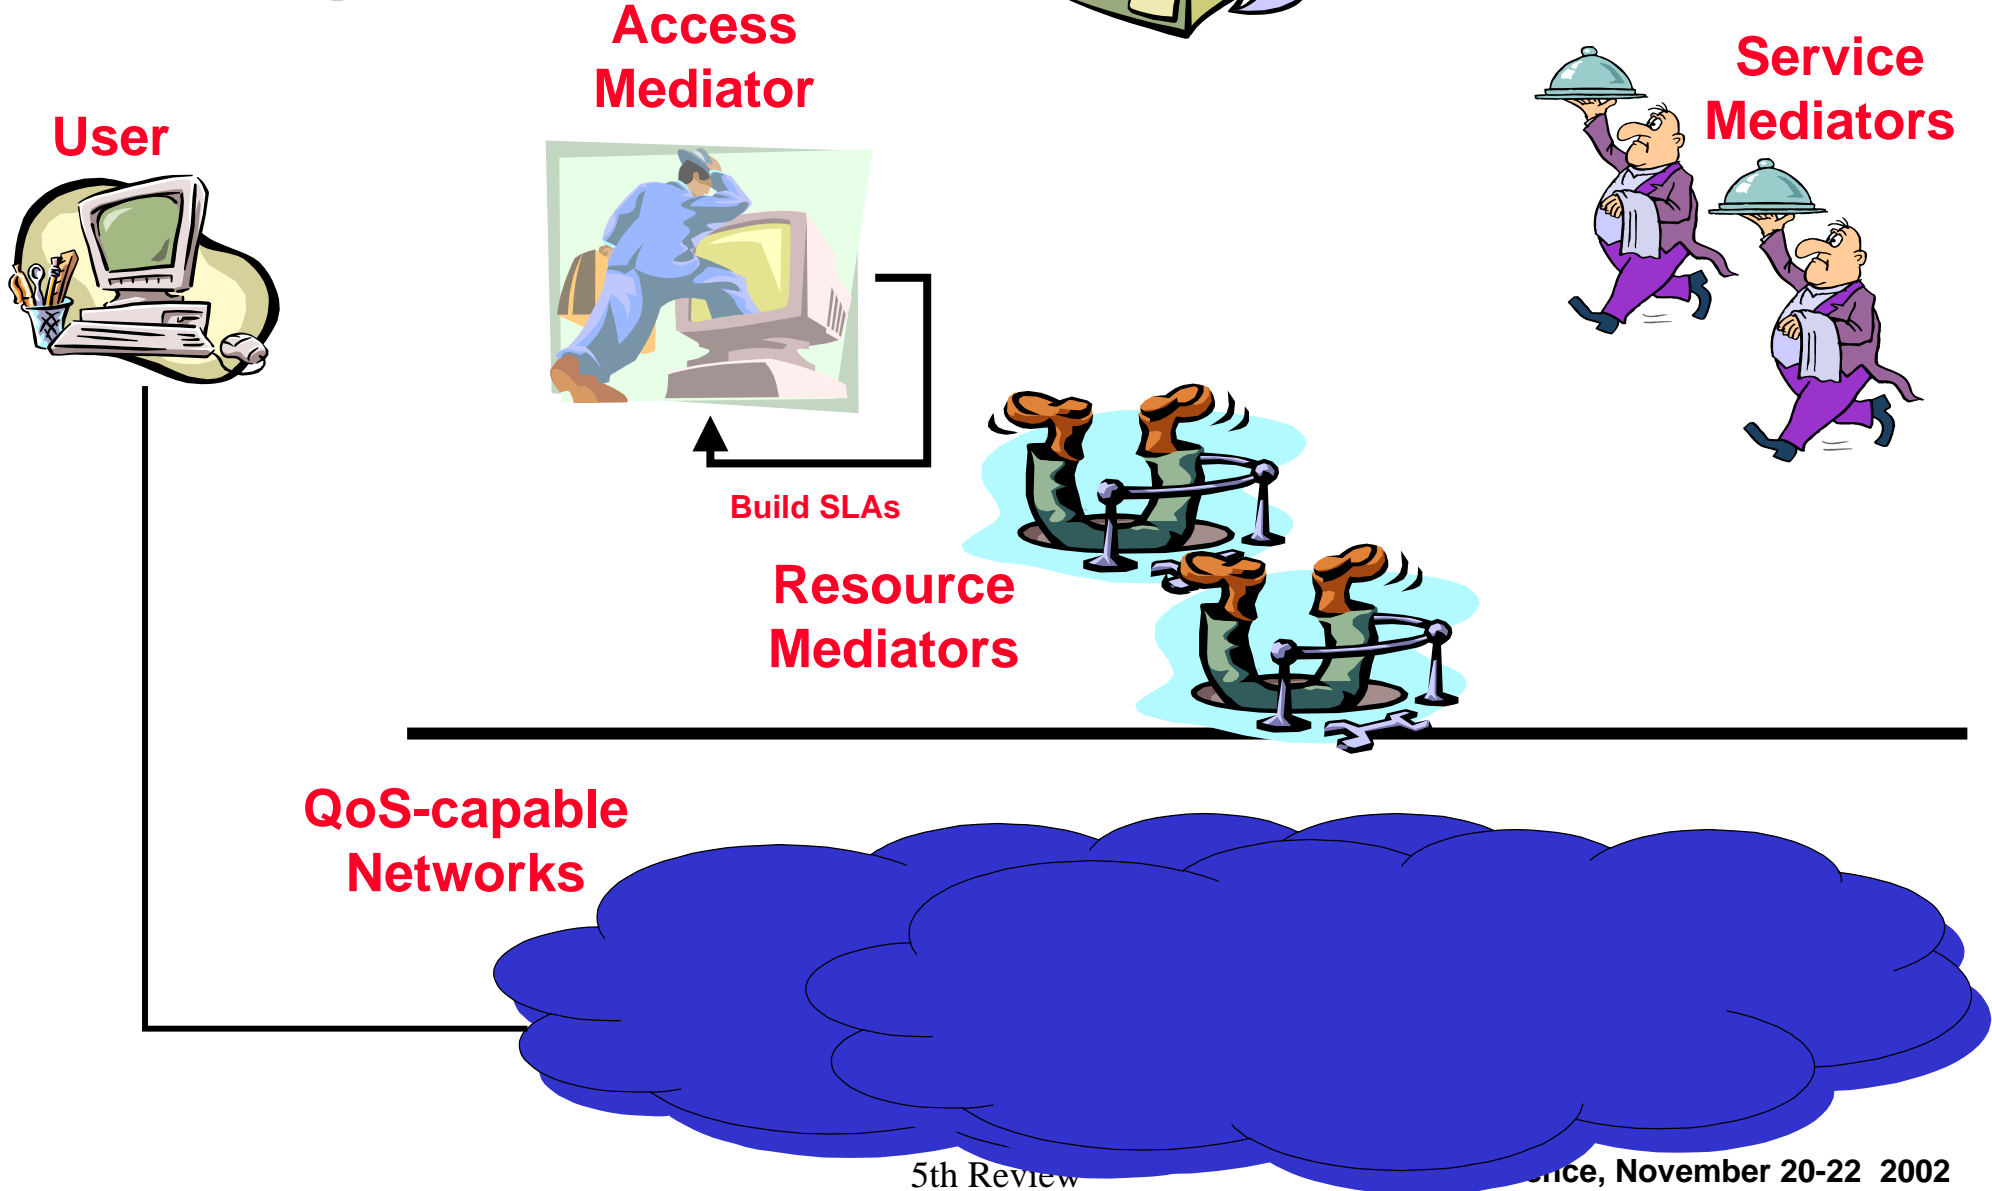 Access
Mediator
Service
Mediators
User
Build SLAs
Resource
Mediators
QoS-capable
Networks
5th Review
November 20-22 2002